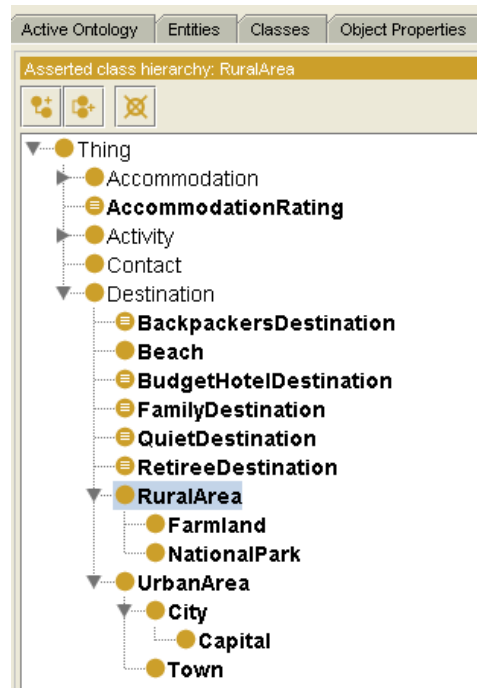 Active Ontology Entities Classes Object Properties
Asserted class hierarchy: RuralArea
Thing
Accommodation
AccommodationRating
Activity
Contact
Destination
BackpackersDestination
Beach
BudgetHotelDestination
FamilyDestination
QuietDestination
RetireeDestination
RuralArea
Farmland
NationalPark
UrbanArea
City
Capital
Town